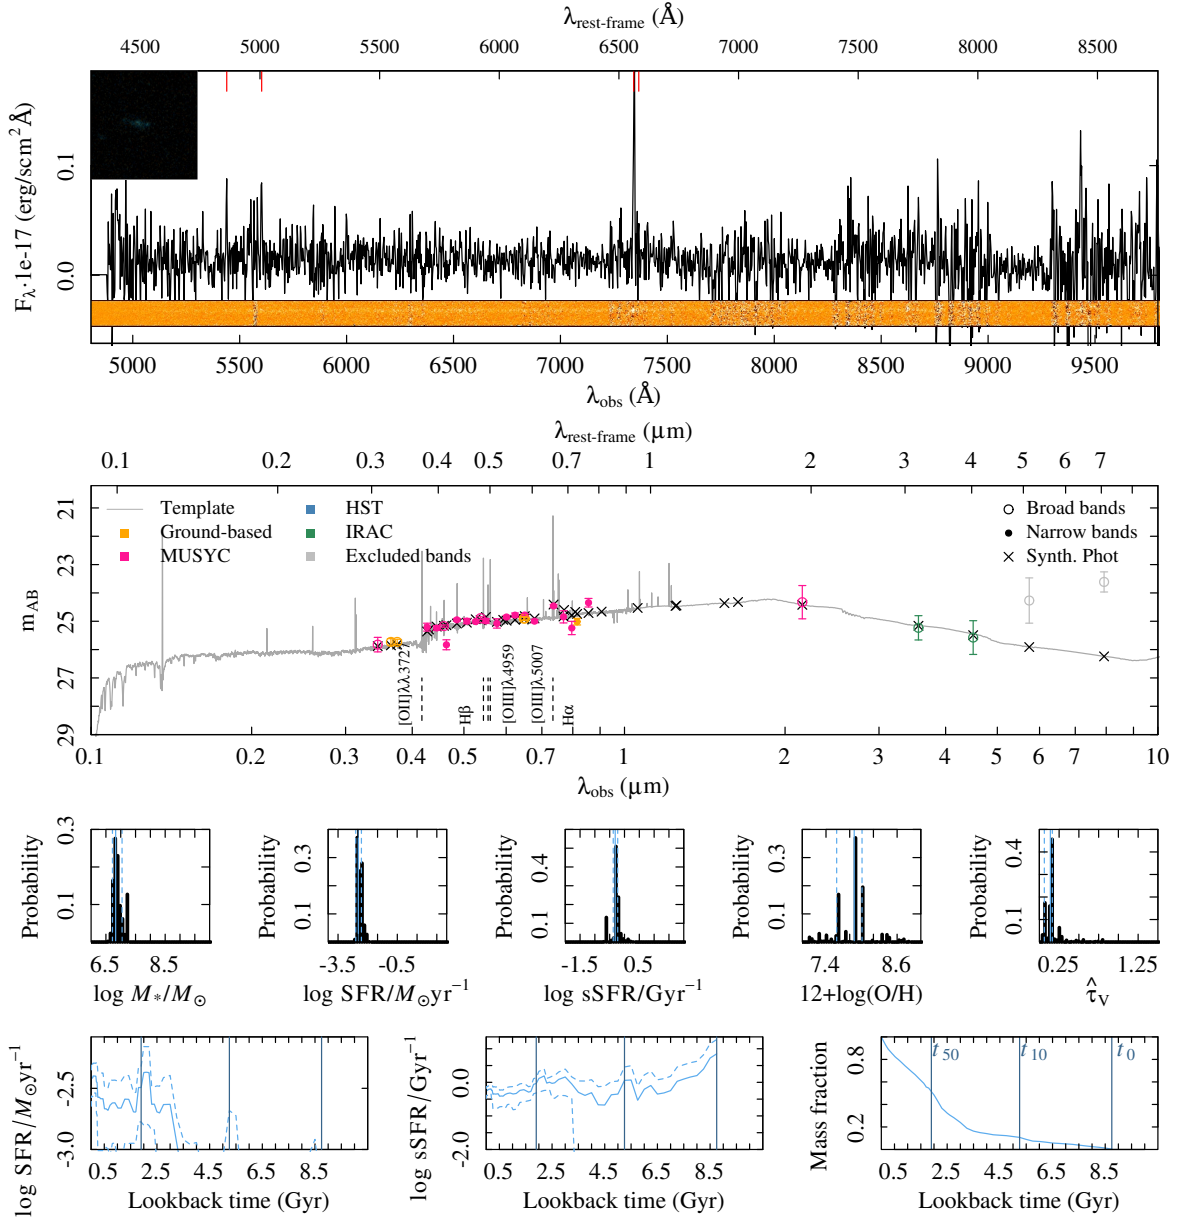 λrest-frame (Å)
4500 5000 5500 6000 6500 7000 7500 8000 8500
F_λ·1e-17 (erg/scm² Å)
0.1
0.0
5000 5500 6000 6500 7000 7500 8000 8500 9000 9500
λobs (Å)
λrest-frame (μm)
0.1 0.2 0.3 0.4 0.5 0.7 1 2 3 4 5 6 7
m_AB
21
23
25
27
29
Template
Ground-based
MUSYC
HST
IRAC
Excluded bands
Broad bands
Narrow bands
Synth. Phot
[OII]λλ3727
Hβ
[OIII]λ4959
[OIII]λ5007
Hα
0.1 0.2 0.3 0.4 0.5 0.7 1 2 3 4 5 6 7 10
λobs (μm)
Probability
0.3
0.1
6.5 8.5
log M*/M⊙
Probability
0.3
0.1
-3.5 -0.5
log SFR/M⊙yr⁻¹
Probability
0.4
0.1
-1.5 0.5
log sSFR/Gyr⁻¹
Probability
0.3
0.1
7.4 8.6
12+log(O/H)
Probability
0.4
0.1
0.25 1.25
τ̂_V
log SFR/M⊙yr⁻¹
-2.5
-3.0
0.5 2.5 4.5 6.5 8.5
Lookback time (Gyr)
log sSFR/Gyr⁻¹
0.0
-2.0
0.5 2.5 4.5 6.5 8.5
Lookback time (Gyr)
Mass fraction
0.8
0.2
t₅₀
t₁₀
t₀
0.5 2.5 4.5 6.5 8.5
Lookback time (Gyr)